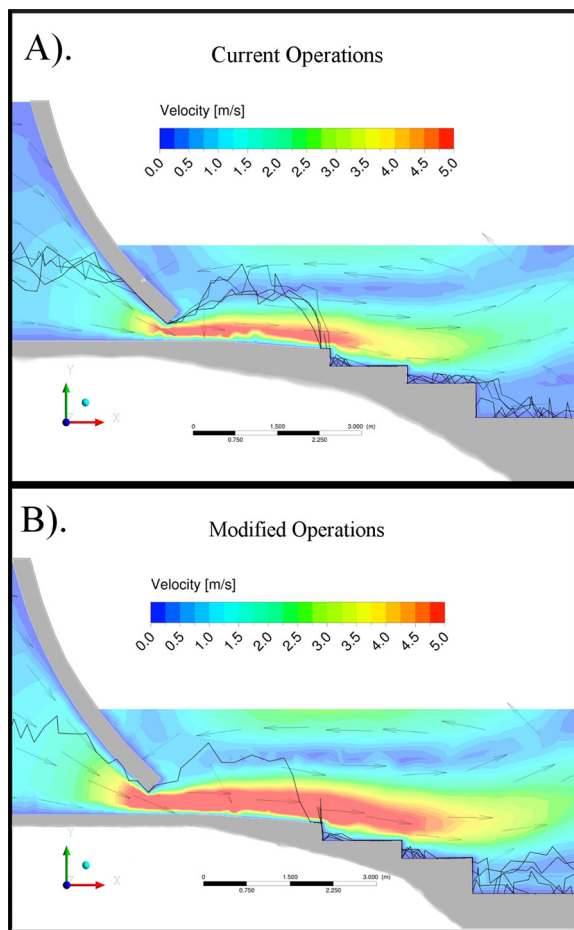 A).
Current Operations
Velocity [m/s]
0.0 0.5 1.0 1.5 2.0 2.5 3.0 3.5 4.0 4.5 5.0
Y
X
0 1.500 3.000 (m)
0.750 2.250
B).
Modified Operations
Velocity [m/s]
0.0 0.5 1.0 1.5 2.0 2.5 3.0 3.5 4.0 4.5 5.0
Y
X
0 1.500 3.000 (m)
0.750 2.250